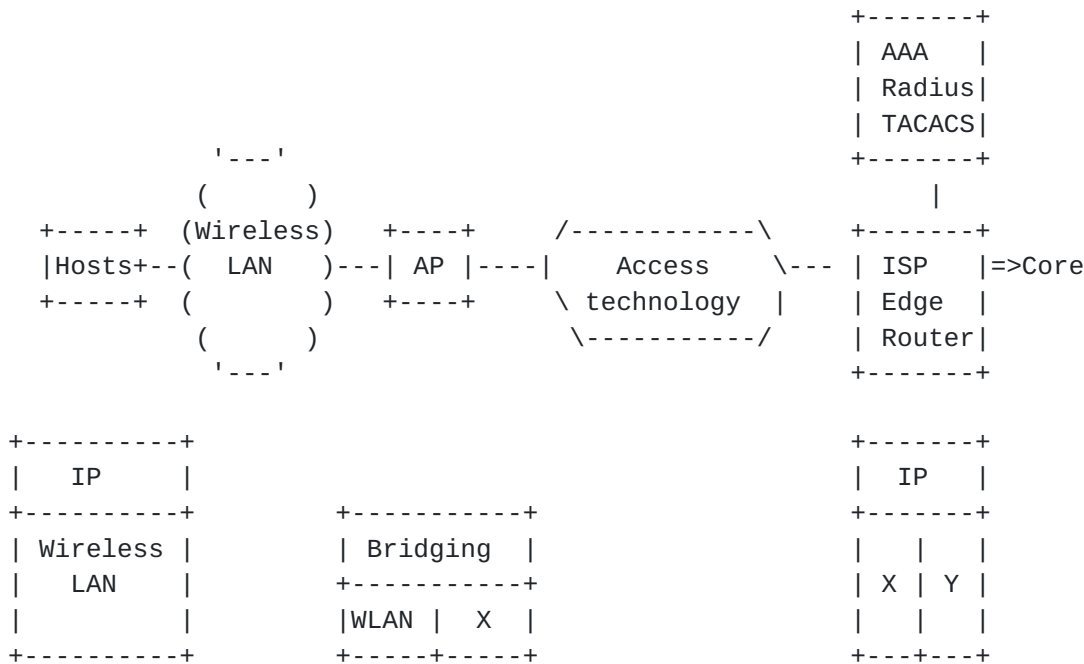 AAA
Radius
TACACS
Hosts
Wireless
LAN
AP
Access
technology
ISP
Edge
Router
=>Core
IP
Wireless
LAN
Bridging
WLAN
X
IP
X
Y